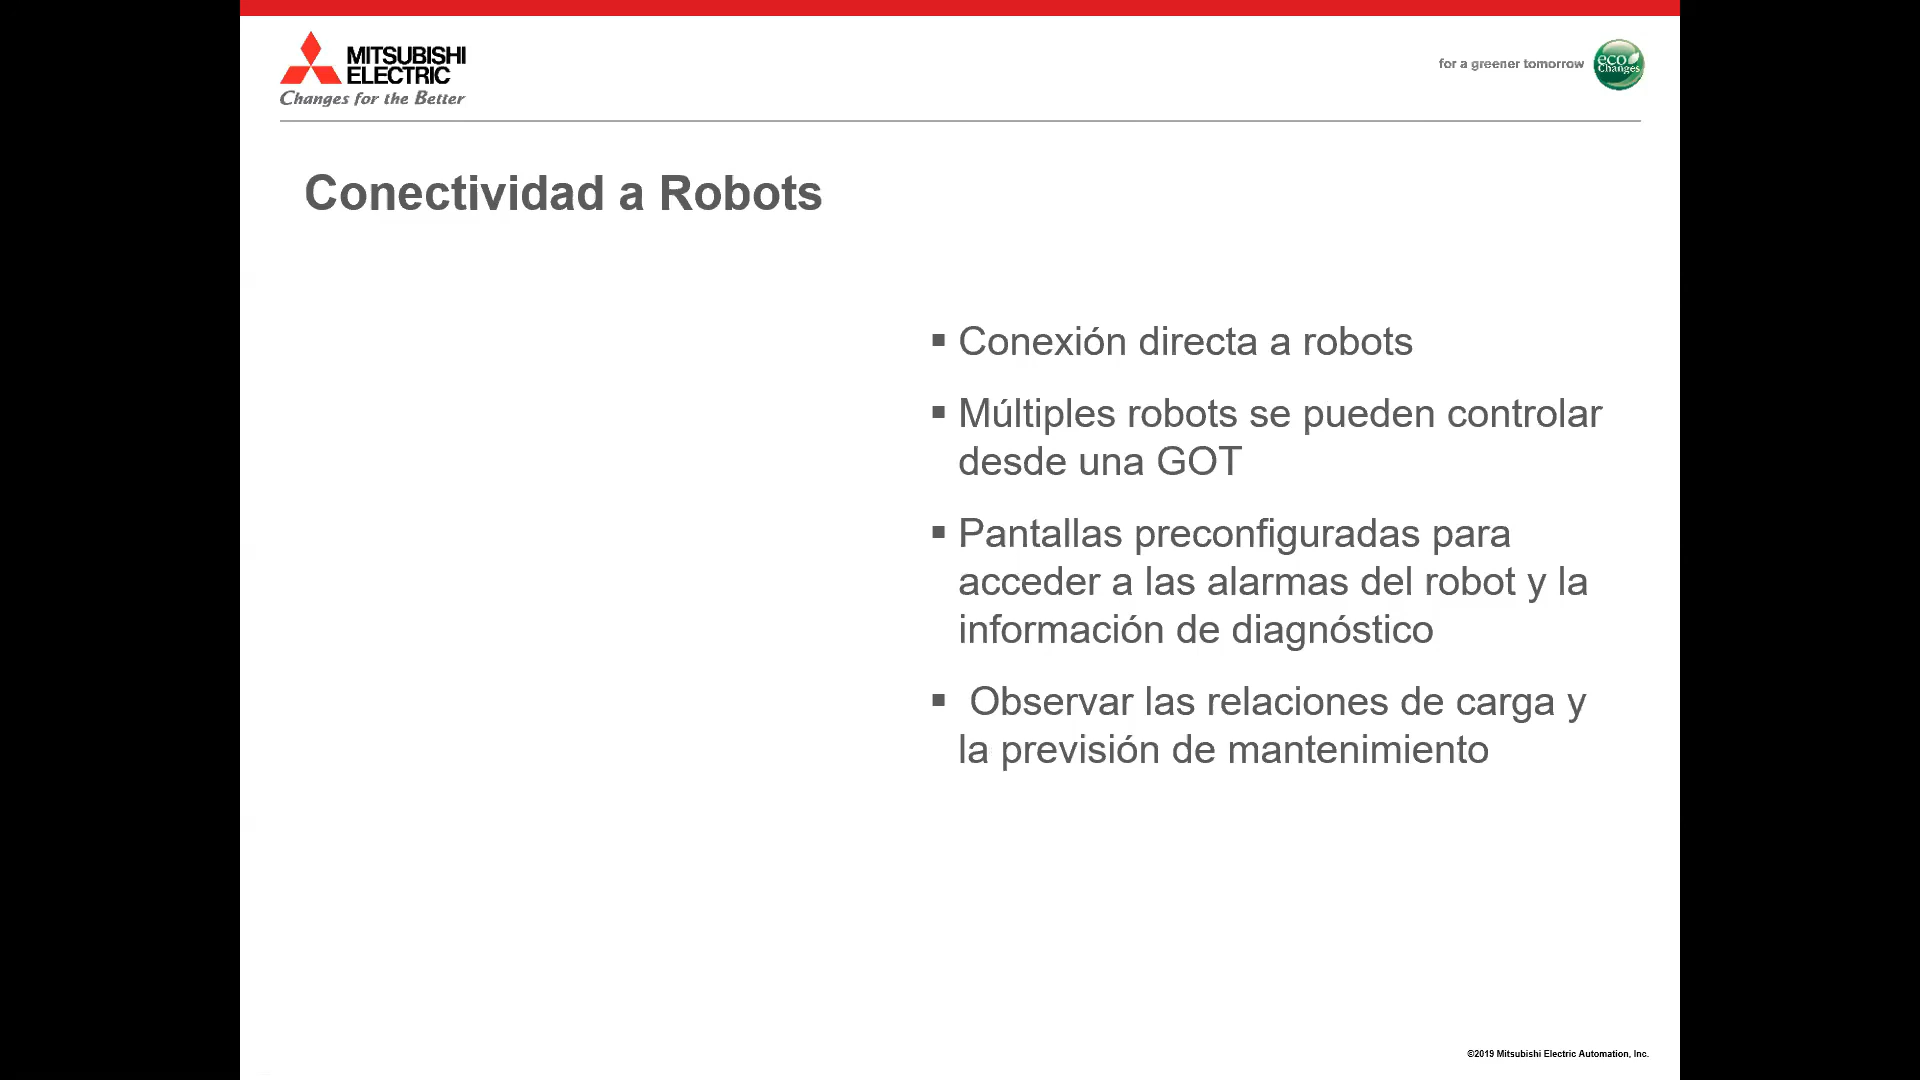 MITSUBISHI
ELECTRIC
Changes for the Better
for a greener tomorrow
eco
Changes
Conectividad a Robots
▪ Conexión directa a robots
▪ Múltiples robots se pueden controlar
desde una GOT
▪ Pantallas preconfiguradas para
acceder a las alarmas del robot y la
información de diagnóstico
▪ Observar las relaciones de carga y
la previsión de mantenimiento
©2019 Mitsubishi Electric Automation, Inc.